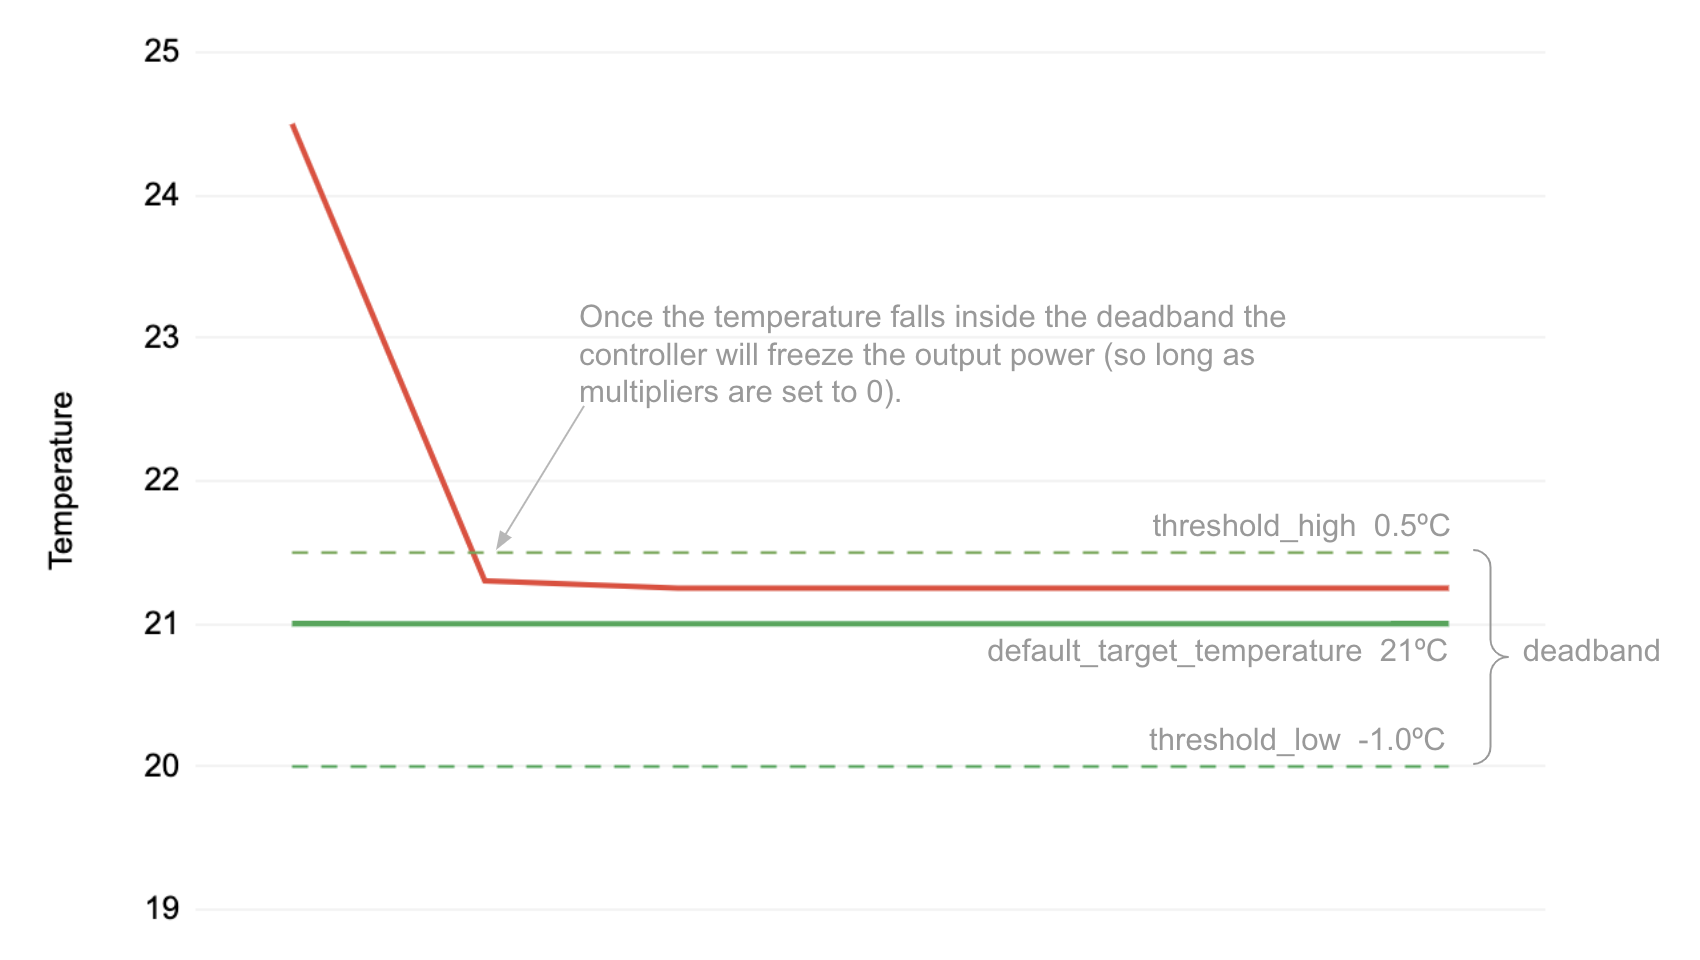 25
24
23
22
21
20
19
Temperature
Once the temperature falls inside the deadband the
controller will freeze the output power (so long as
multipliers are set to 0).
threshold_high 0.5ºC
default_target_temperature 21ºC
deadband
threshold_low -1.0ºC